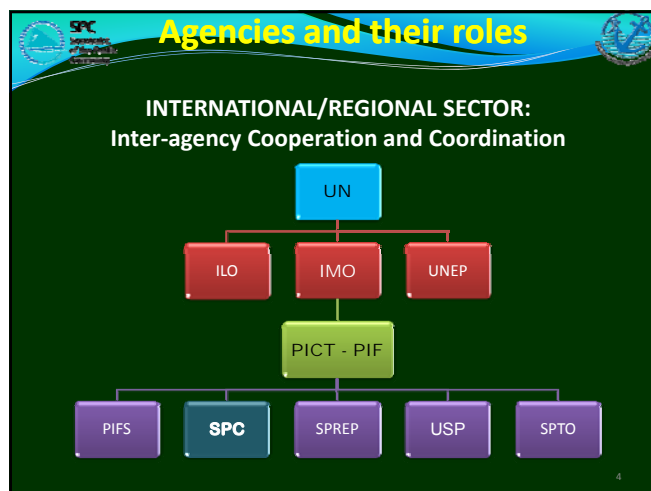 SPC
Agencies and their roles
INTERNATIONAL/REGIONAL SECTOR:
Inter-agency Cooperation and Coordination
UN
ILO IMO UNEP
PICT - PIF
PIFS SPC SPREP USP SPTO
4